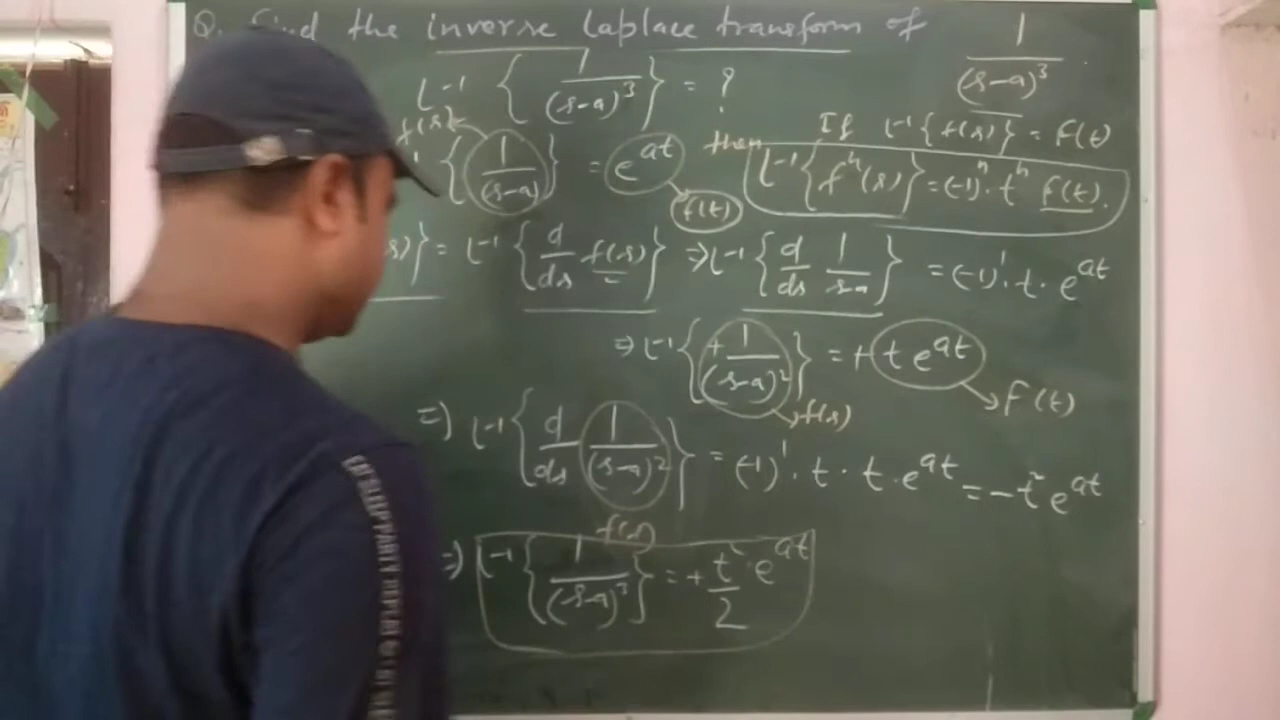 Q. Find the inverse laplace transform of 1/(s-a)³
L⁻¹ { 1/(s-a)³ } = ?
If L⁻¹{f(s)} = F(t)
f(s)
{ 1/(s-a) } = e^at
then L⁻¹{fⁿ(s)} = (-1)ⁿ. tⁿ F(t).
F(t)
s)} = L⁻¹ { d/ds f(s) } ⇒ L⁻¹ { d/ds 1/s-a } = (-1)¹. t. e^at
⇒ L⁻¹ { + 1/(s-a)² } = + t e^at
F(t)
f(s)
⇒ L⁻¹ { d/ds 1/(s-a)² } = (-1)¹. t. t. e^at = -t² e^at
f(s)
⇒ L⁻¹ { 1/(s-a)³ } = + t²/2 . e^at